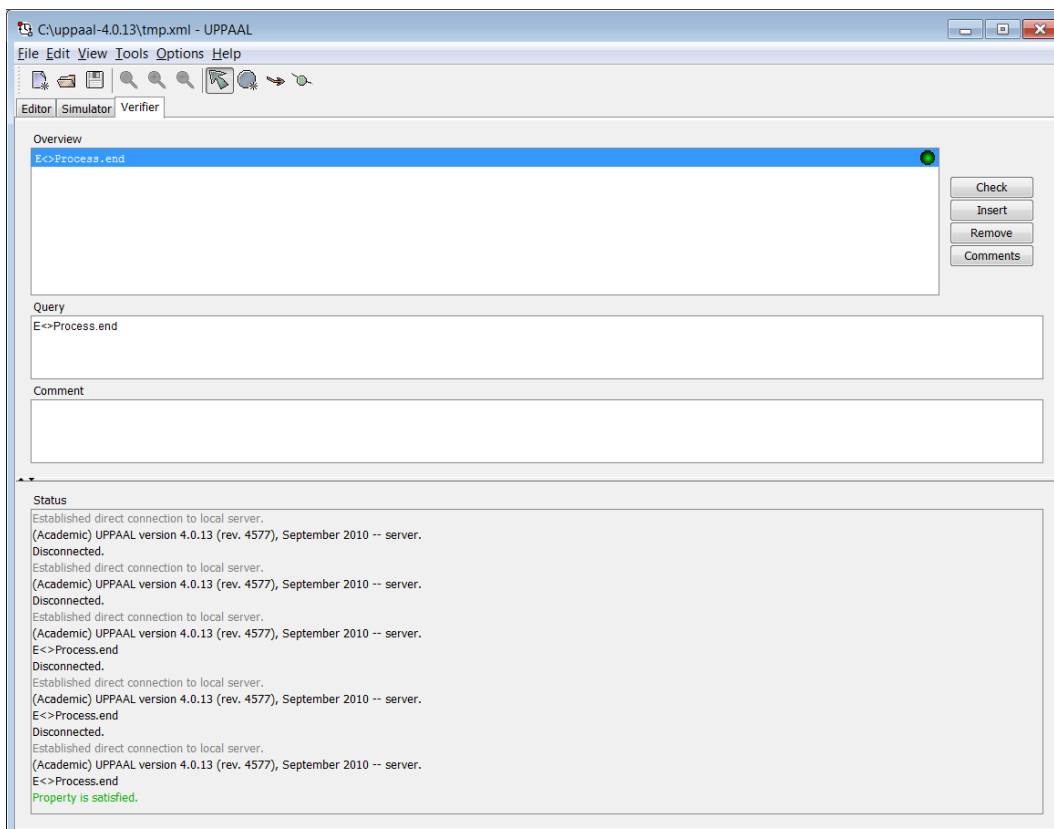 C:\uppaal-4.0.13\tmp.xml - UPPAAL
File Edit View Tools Options Help
Editor Simulator Verifier
Overview
E<>Process.end
Check
Insert
Remove
Comments
Query
E<>Process.end
Comment
Status
Established direct connection to local server.
(Academic) UPPAAL version 4.0.13 (rev. 4577), September 2010 -- server.
Disconnected.
Established direct connection to local server.
(Academic) UPPAAL version 4.0.13 (rev. 4577), September 2010 -- server.
Disconnected.
Established direct connection to local server.
(Academic) UPPAAL version 4.0.13 (rev. 4577), September 2010 -- server.
E<>Process.end
Disconnected.
Established direct connection to local server.
(Academic) UPPAAL version 4.0.13 (rev. 4577), September 2010 -- server.
E<>Process.end
Disconnected.
Established direct connection to local server.
(Academic) UPPAAL version 4.0.13 (rev. 4577), September 2010 -- server.
E<>Process.end
Property is satisfied.